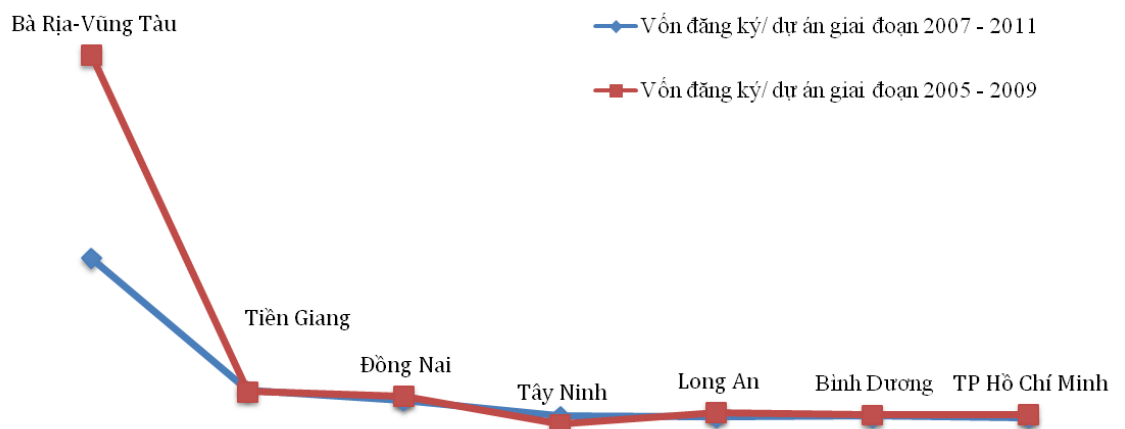 Bà Rịa-Vũng Tàu
Vốn đăng ký/ dự án giai đoạn 2007 - 2011
Vốn đăng ký/ dự án giai đoạn 2005 - 2009
Tiền Giang
Đồng Nai
Tây Ninh
Long An
Bình Dương
TP Hồ Chí Minh